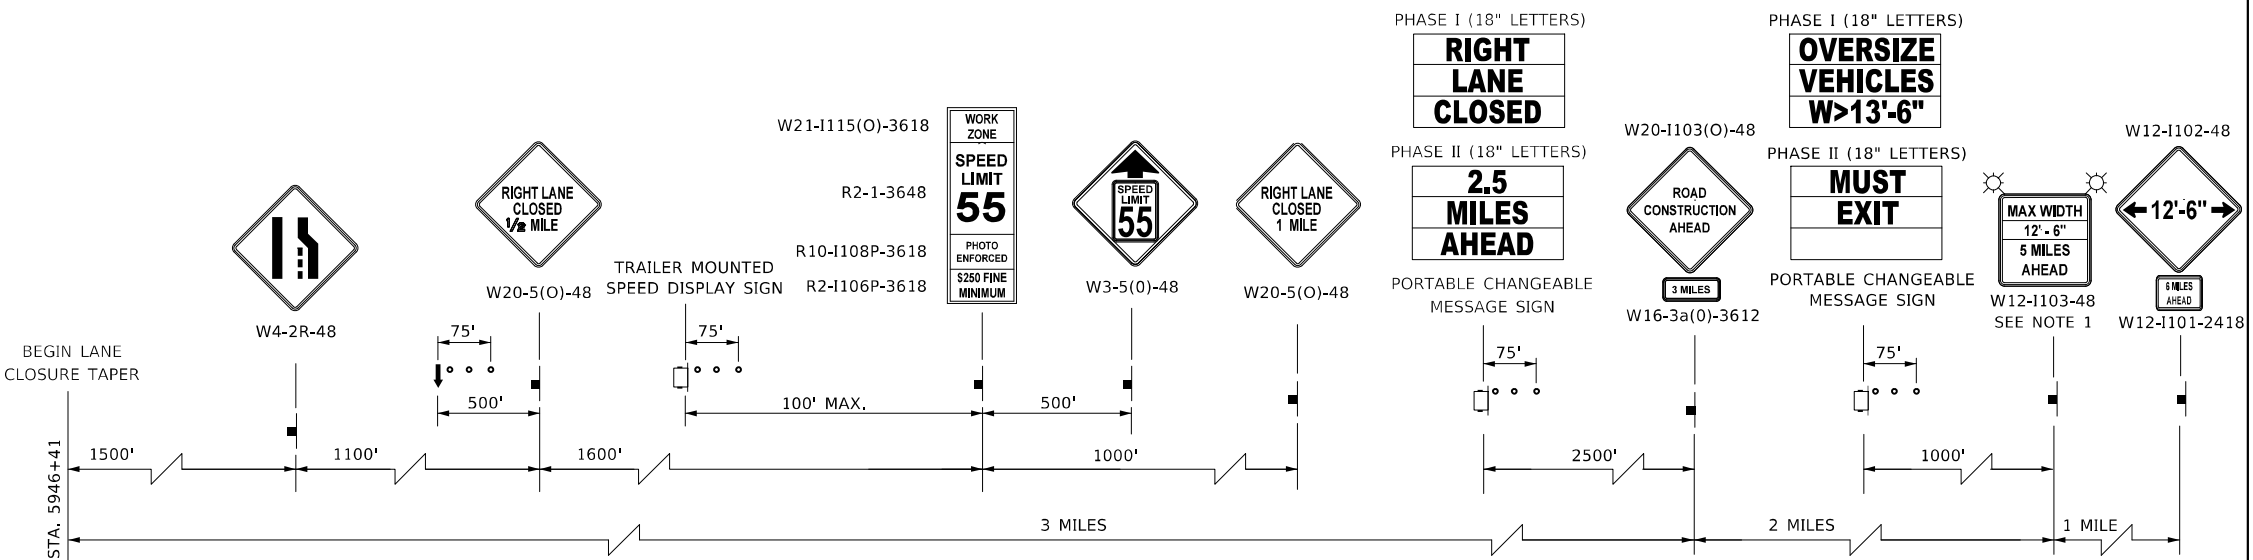 PHASE I (18" LETTERS)
RIGHT
LANE
CLOSED
PHASE II (18" LETTERS)
2.5
MILES
AHEAD
PORTABLE CHANGEABLE
MESSAGE SIGN
PHASE I (18" LETTERS)
OVERSIZE
VEHICLES
W>13'-6"
PHASE II (18" LETTERS)
MUST
EXIT
PORTABLE CHANGEABLE
MESSAGE SIGN
W20-I103(O)-48
ROAD
CONSTRUCTION
AHEAD
3 MILES
W16-3a(0)-3612
MAX WIDTH
12'-6"
5 MILES
AHEAD
W12-I103-48
SEE NOTE 1
W12-I102-48
12'-6"
6 MILES
AHEAD
W12-I101-2418
W21-I115(O)-3618
R2-1-3648
R10-I108P-3618
R2-I106P-3618
WORK
ZONE
SPEED
LIMIT
55
PHOTO
ENFORCED
$250 FINE
MINIMUM
SPEED
LIMIT
55
W3-5(0)-48
RIGHT LANE
CLOSED
1 MILE
W20-5(O)-48
RIGHT LANE
CLOSED
1/2 MILE
W20-5(O)-48
TRAILER MOUNTED
SPEED DISPLAY SIGN
W4-2R-48
BEGIN LANE
CLOSURE TAPER
75'
75'
75'
75'
500'
100' MAX.
500'
1500'
1100'
1600'
1000'
2500'
1000'
STA. 5946+41
3 MILES
2 MILES
1 MILE